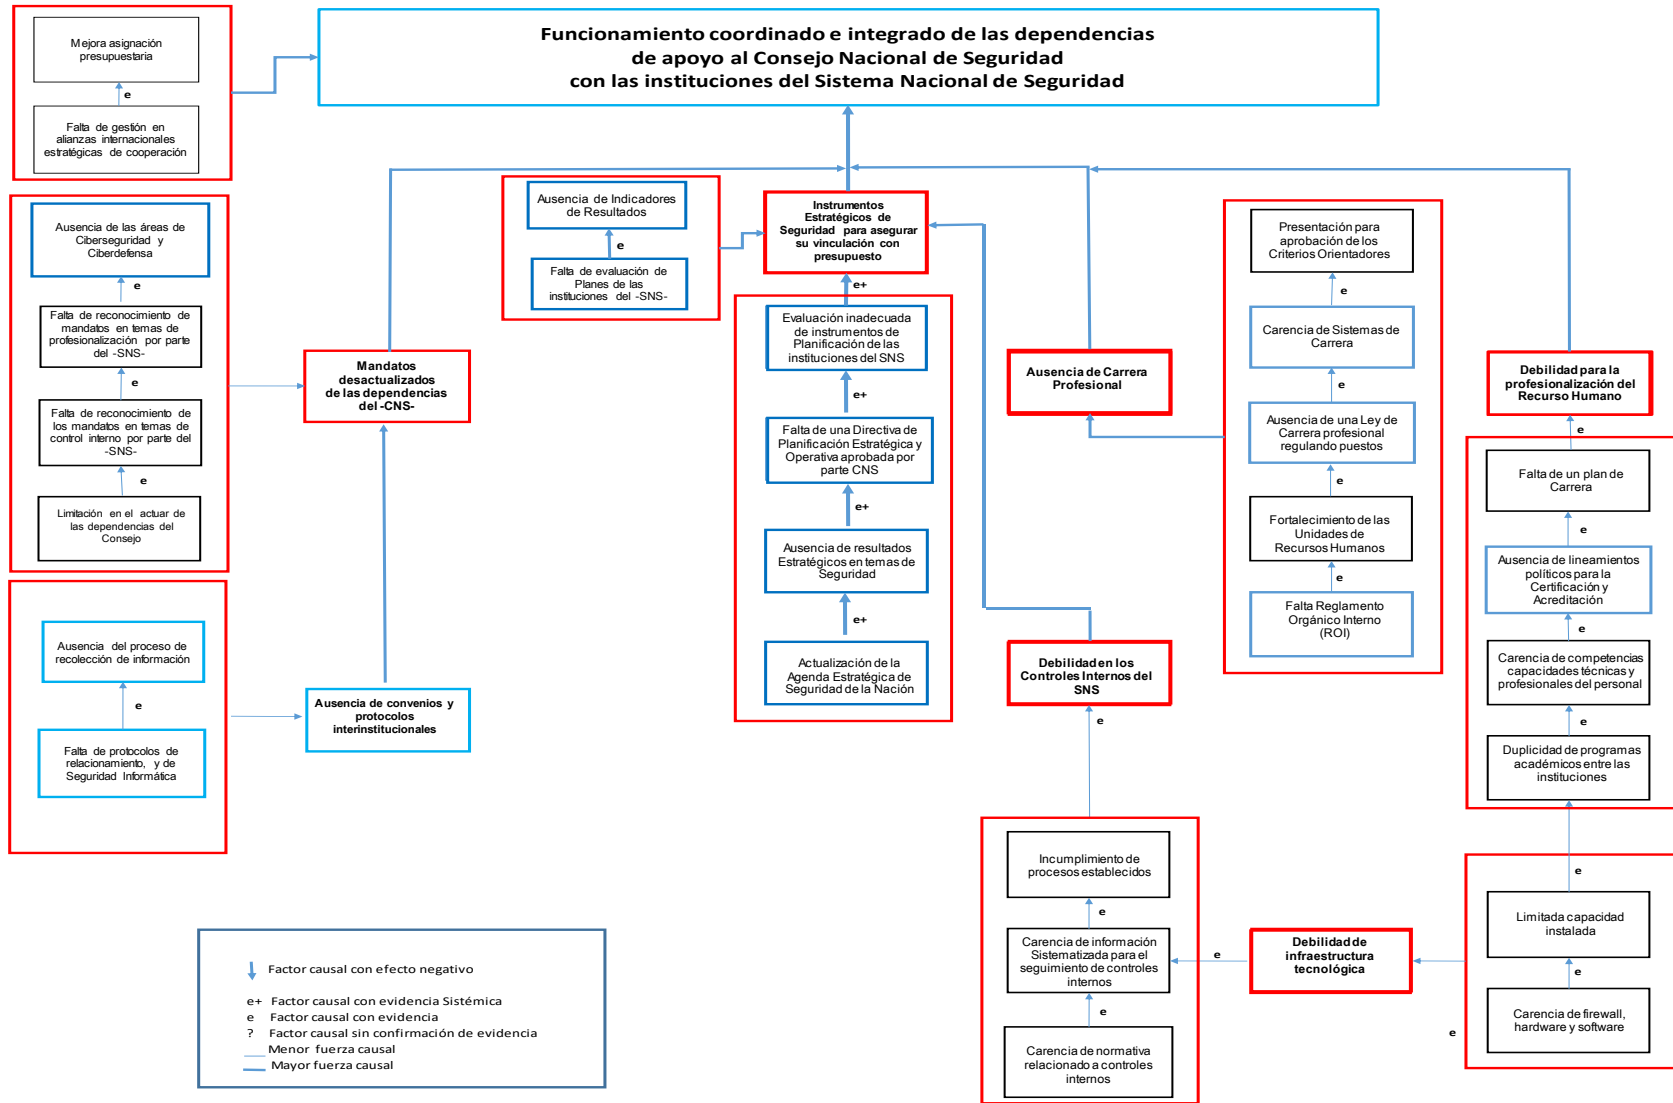 Funcionamiento coordinado e integrado de las dependencias
de apoyo al Consejo Nacional de Seguridad
con las instituciones del Sistema Nacional de Seguridad
Mejora asignación
presupuestaria
e
Falta de gestión en
alianzas internacionales
estratégicas de cooperación
Ausencia de las áreas de
Ciberseguridad y
Ciberdefensa
e
Falta de reconocimiento de
mandatos en temas de
profesionalización por parte
del -SNS-
e
Falta de reconocimiento de
los mandatos en temas de
control interno por parte del
-SNS-
e
Limitación en el actuar de
las dependencias del
Consejo
Mandatos
desactualizados
de las dependencias
del -CNS-
Ausencia del proceso de
recolección de información
e
Falta de protocolos de
relacionamiento, y de
Seguridad Informática
Ausencia de convenios y
protocolos
interinstitucionales
Ausencia de Indicadores
de Resultados
e
Falta de evaluación de
Planes de las
instituciones del -SNS-
Instrumentos
Estratégicos de
Seguridad para asegurar
su vinculación con
presupuesto
e+
Evaluación inadecuada
de instrumentos de
Planificación de las
instituciones del SNS
e+
Falta de una Directiva de
Planificación Estratégica y
Operativa aprobada por
parte CNS
e+
Ausencia de resultados
Estratégicos en temas de
Seguridad
e+
Actualización de la
Agenda Estratégica de
Seguridad de la Nación
Ausencia de Carrera
Profesional
Presentación para
aprobación de los
Criterios Orientadores
e
Carencia de Sistemas de
Carrera
e
Ausencia de una Ley de
Carrera profesional
regulando puestos
e
Fortalecimiento de las
Unidades de
Recursos Humanos
e
Falta Reglamento
Orgánico Interno
(ROI)
Debilidad para la
profesionalización del
Recurso Humano
e
Falta de un plan de
Carrera
e
Ausencia de lineamientos
políticos para la
Certificación y
Acreditación
e
Carencia de competencias
capacidades técnicas y
profesionales del personal
e
Duplicidad de programas
académicos entre las
instituciones
e
Limitada capacidad
instalada
e
Carencia de firewall,
hardware y software
e
Debilidad de
infraestructura
tecnológica
e
Debilidad en los
Controles Internos del
SNS
e
Incumplimiento de
procesos establecidos
e
Carencia de información
Sistematizada para el
seguimiento de controles
internos
e
Carencia de normativa
relacionado a controles
internos
Factor causal con efecto negativo
e+ Factor causal con evidencia Sistémica
e Factor causal con evidencia
? Factor causal sin confirmación de evidencia
Menor fuerza causal
Mayor fuerza causal